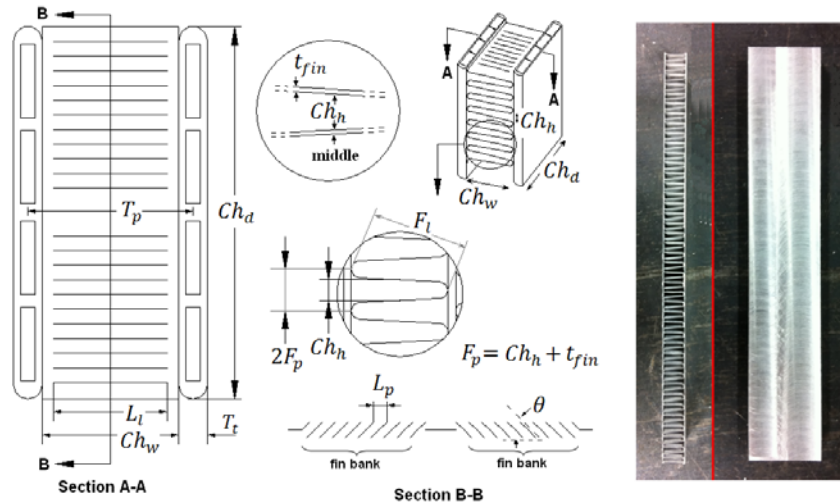 B
B
T_p
Ch_d
L_l
Ch_w
T_t
Section A-A
t_fin
Ch_h
middle
A
A
Ch_h
Ch_d
Ch_w
F_l
2F_p
Ch_h
F_p = Ch_h + t_fin
L_p
θ
fin bank
fin bank
Section B-B